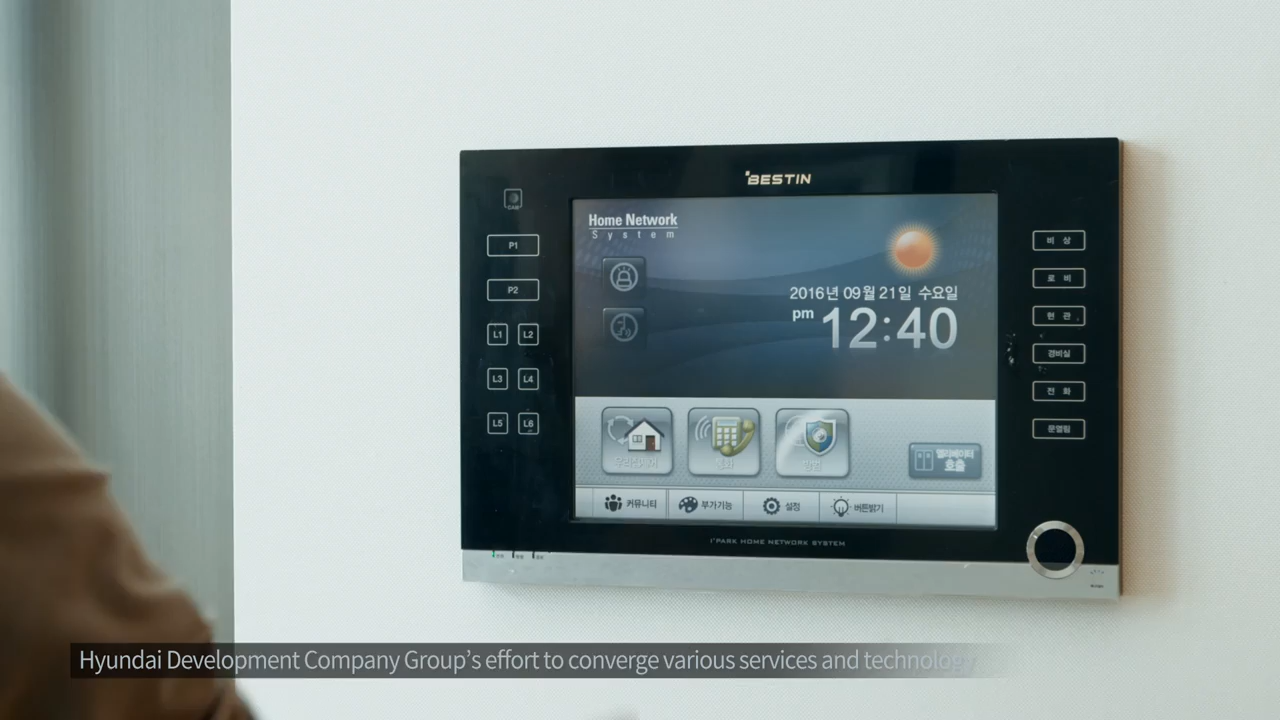 BESTIN
CAM
Home Network
System
P1
P2
L1 L2
L3 L4
L5 L6
2016년 09월 21일 수요일
pm 12:40
비상
로비
현관
경비실
전화
문열림
엘리베이터
호출
커뮤니티 부가기능 설정 버튼밝기
I'PARK HOME NETWORK SYSTEM
Hyundai Development Company Group's effort to converge various services and technology